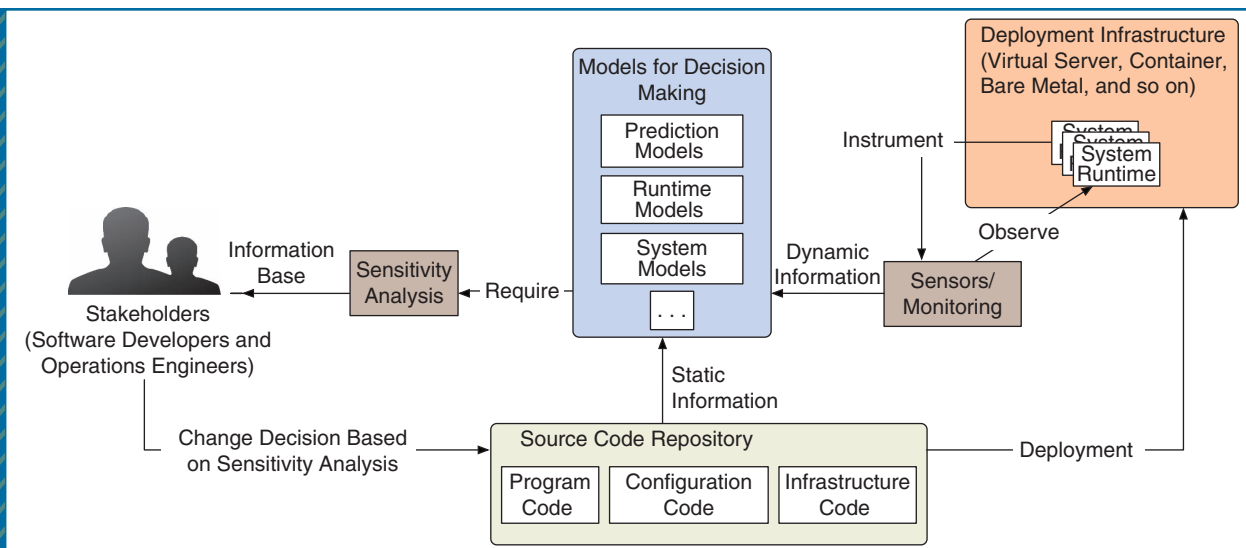 Deployment Infrastructure
(Virtual Server, Container,
Bare Metal, and so on)
System
System
System
Runtime
Models for Decision
Making
Prediction
Models
Runtime
Models
System
Models
. . .
Instrument
Observe
Dynamic
Information
Sensors/
Monitoring
Information
Base
Sensitivity
Analysis
Require
Stakeholders
(Software Developers and
Operations Engineers)
Static
Information
Change Decision Based
on Sensitivity Analysis
Source Code Repository
Program
Code
Configuration
Code
Infrastructure
Code
Deployment